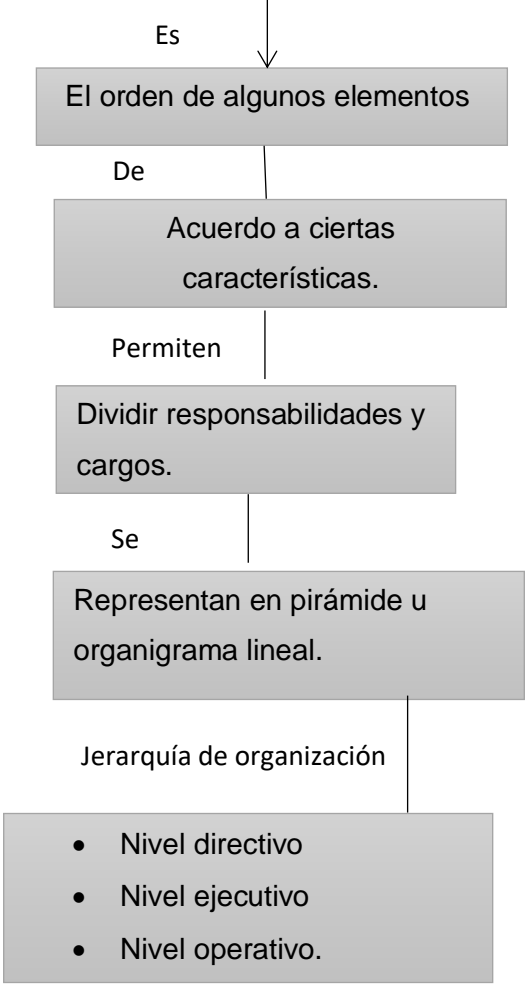 Es
El orden de algunos elementos
De
Acuerdo a ciertas
características.
Permiten
Dividir responsabilidades y
cargos.
Se
Representan en pirámide u
organigrama lineal.
Jerarquía de organización
• Nivel directivo
• Nivel ejecutivo
• Nivel operativo.